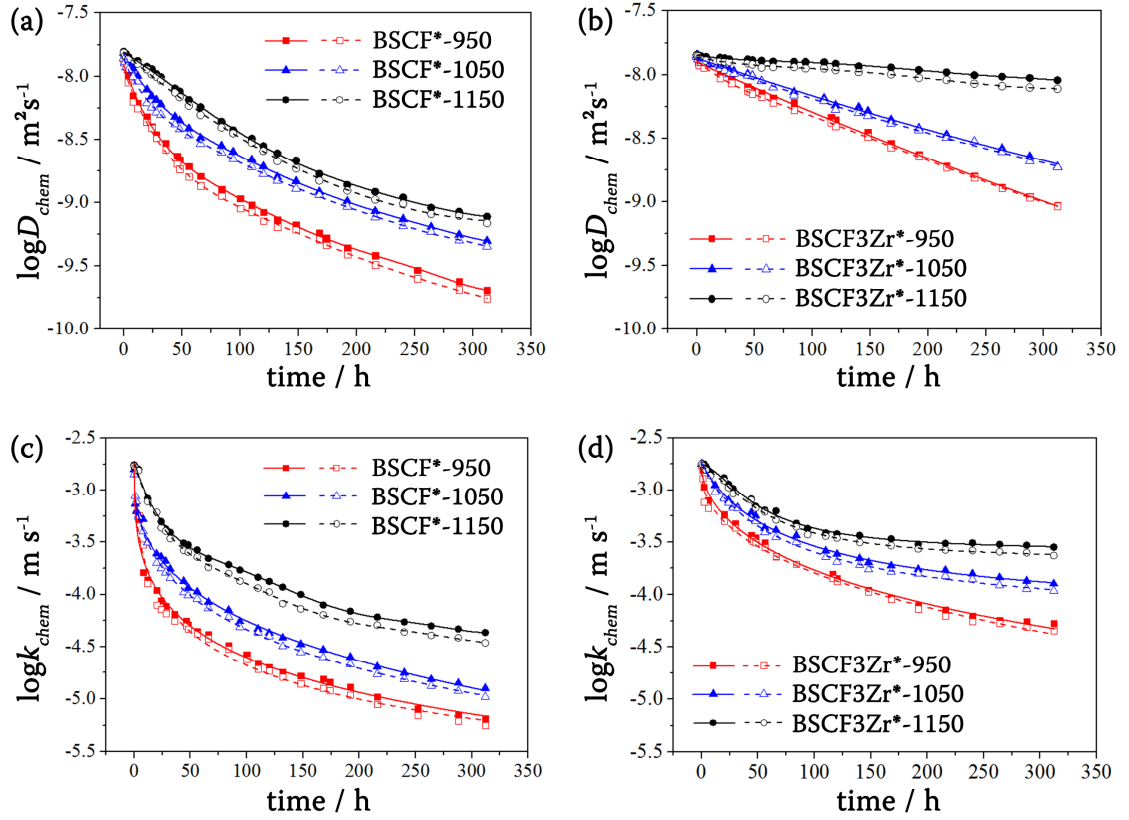 (a)
-7.5
-8.0
-8.5
-9.0
-9.5
-10.0
logDchem / m²s⁻¹
BSCF*-950
BSCF*-1050
BSCF*-1150
0 50 100 150 200 250 300 350
time / h
(b)
-7.5
-8.0
-8.5
-9.0
-9.5
-10.0
logDchem / m²s⁻¹
BSCF3Zr*-950
BSCF3Zr*-1050
BSCF3Zr*-1150
0 50 100 150 200 250 300 350
time / h
(c)
-2.5
-3.0
-3.5
-4.0
-4.5
-5.0
-5.5
logkchem / m s⁻¹
BSCF*-950
BSCF*-1050
BSCF*-1150
0 50 100 150 200 250 300 350
time / h
(d)
-2.5
-3.0
-3.5
-4.0
-4.5
-5.0
-5.5
logkchem / m s⁻¹
BSCF3Zr*-950
BSCF3Zr*-1050
BSCF3Zr*-1150
0 50 100 150 200 250 300 350
time / h